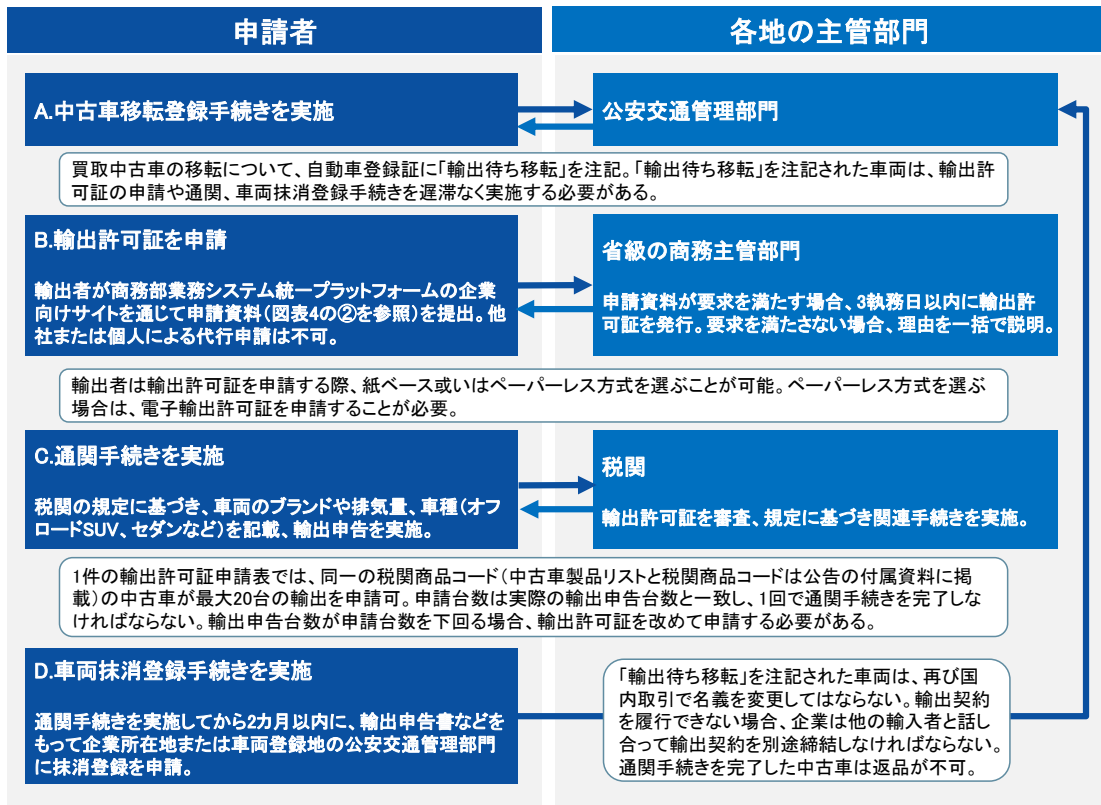 申請者
各地の主管部門
A.中古車移転登録手続きを実施
公安交通管理部門
買取中古車の移転について、自動車登録証に「輸出待ち移転」を注記。「輸出待ち移転」を注記された車両は、輸出許
可証の申請や通関、車両抹消登録手続きを遅滞なく実施する必要がある。
B.輸出許可証を申請
輸出者が商務部業務システム統一プラットフォームの企業
向けサイトを通じて申請資料(図表4の②を参照)を提出。他
社または個人による代行申請は不可。
省級の商務主管部門
申請資料が要求を満たす場合、3執務日以内に輸出許
可証を発行。要求を満たさない場合、理由を一括で説明。
輸出者は輸出許可証を申請する際、紙ベース或いはペーパーレス方式を選ぶことが可能。ペーパーレス方式を選ぶ
場合は、電子輸出許可証を申請することが必要。
C.通関手続きを実施
税関の規定に基づき、車両のブランドや排気量、車種(オフ
ロードSUV、セダンなど)を記載、輸出申告を実施。
税関
輸出許可証を審査、規定に基づき関連手続きを実施。
1件の輸出許可証申請表では、同一の税関商品コード(中古車製品リストと税関商品コードは公告の付属資料に掲
載)の中古車が最大20台の輸出を申請可。申請台数は実際の輸出申告台数と一致し、1回で通関手続きを完了しな
ければならない。輸出申告台数が申請台数を下回る場合、輸出許可証を改めて申請する必要がある。
D.車両抹消登録手続きを実施
通関手続きを実施してから2カ月以内に、輸出申告書などを
もって企業所在地または車両登録地の公安交通管理部門
に抹消登録を申請。
「輸出待ち移転」を注記された車両は、再び国
内取引で名義を変更してはならない。輸出契約
を履行できない場合、企業は他の輸入者と話し
合って輸出契約を別途締結しなければならない。
通関手続きを完了した中古車は返品が不可。